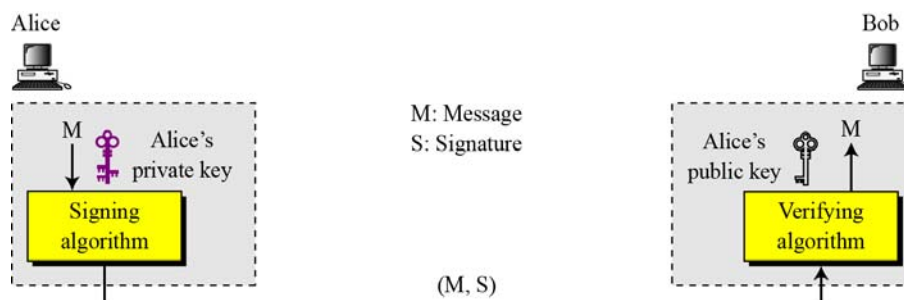 Alice
Bob
M
Alice's
private key
Signing
algorithm
M: Message
S: Signature
(M, S)
Alice's
public key
M
Verifying
algorithm